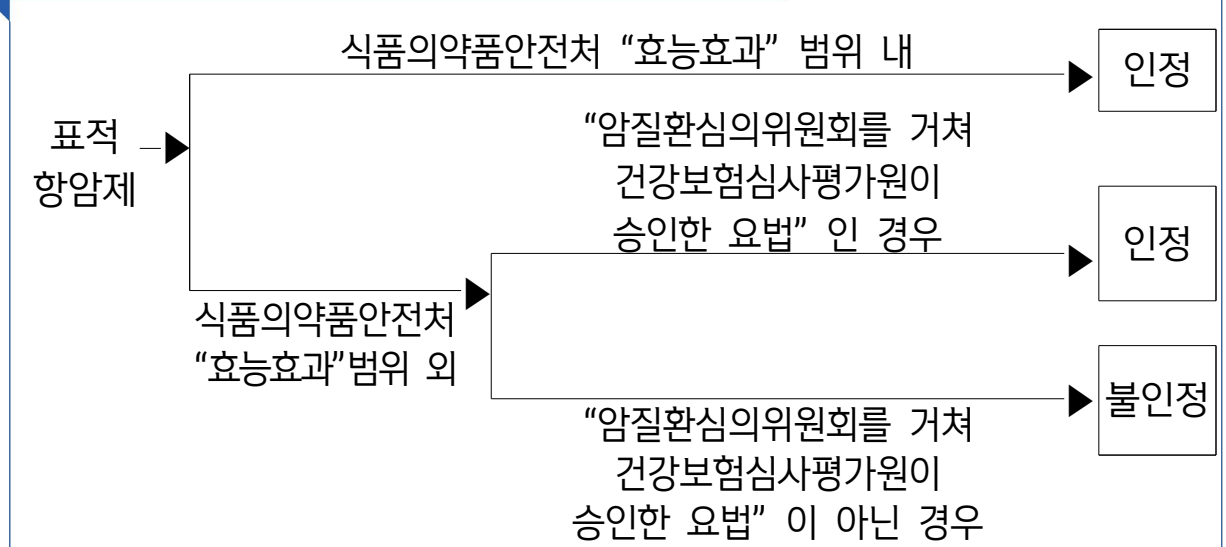 식품의약품안전처 “효능효과” 범위 내
인정
표적
항암제
“암질환심의위원회를 거쳐
건강보험심사평가원이
승인한 요법” 인 경우
인정
식품의약품안전처
“효능효과”범위 외
불인정
“암질환심의위원회를 거쳐
건강보험심사평가원이
승인한 요법” 이 아닌 경우